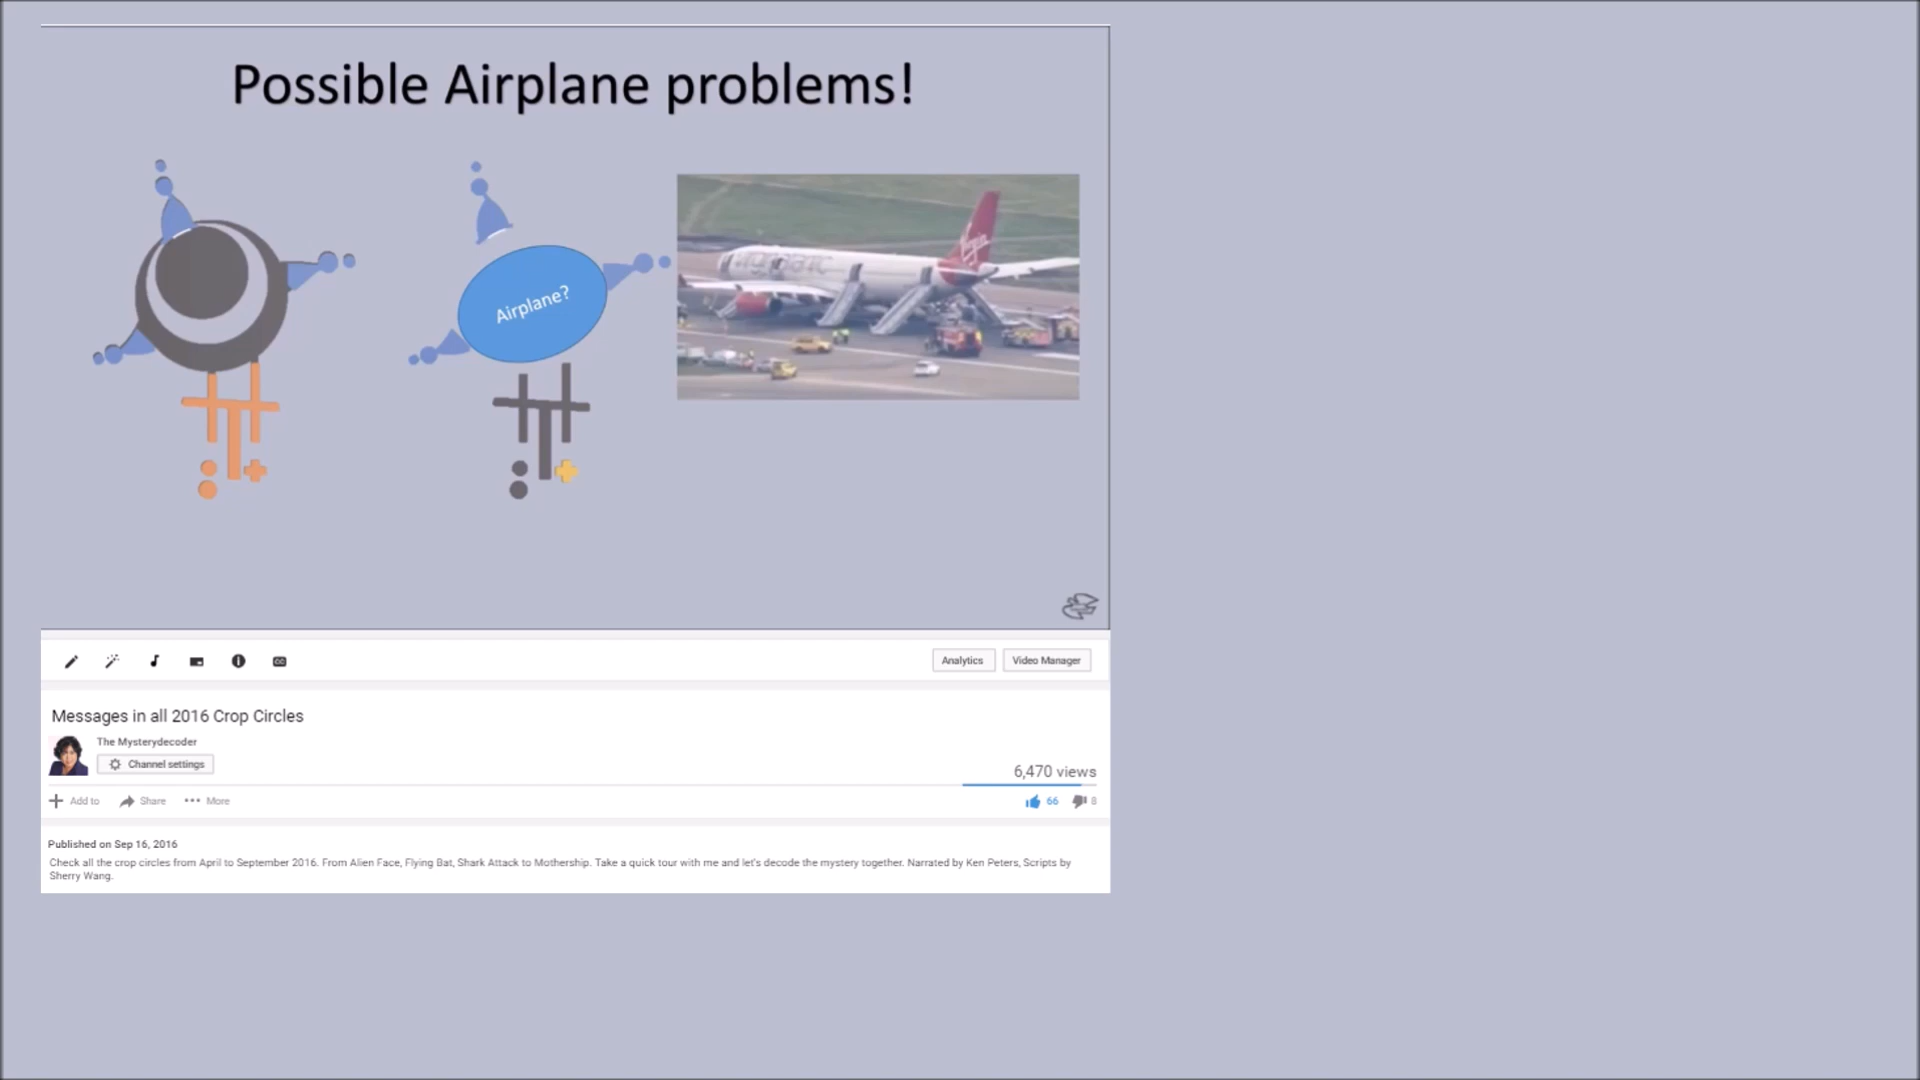 Possible Airplane problems!
Airplane?
Virgin
Analytics
Video Manager
Messages in all 2016 Crop Circles
The Mysterydecoder
Channel settings
6,470 views
Add to
Share
More
66
8
Published on Sep 16, 2016
Check all the crop circles from April to September 2016. From Alien Face, Flying Bat, Shark Attack to Mothership. Take a quick tour with me and let's decode the mystery together. Narrated by Ken Peters, Scripts by
Sherry Wang.